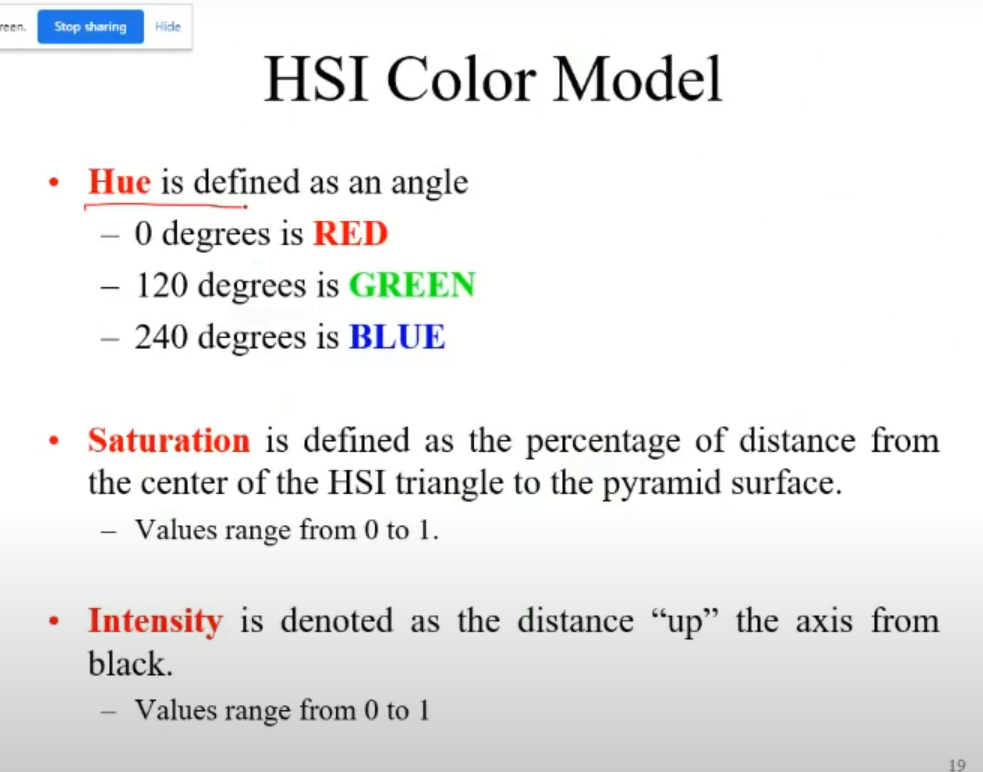 reen.
Stop sharing
Hide
HSI Color Model
• Hue is defined as an angle
– 0 degrees is RED
– 120 degrees is GREEN
– 240 degrees is BLUE
• Saturation is defined as the percentage of distance from
the center of the HSI triangle to the pyramid surface.
– Values range from 0 to 1.
• Intensity is denoted as the distance “up” the axis from
black.
– Values range from 0 to 1
19